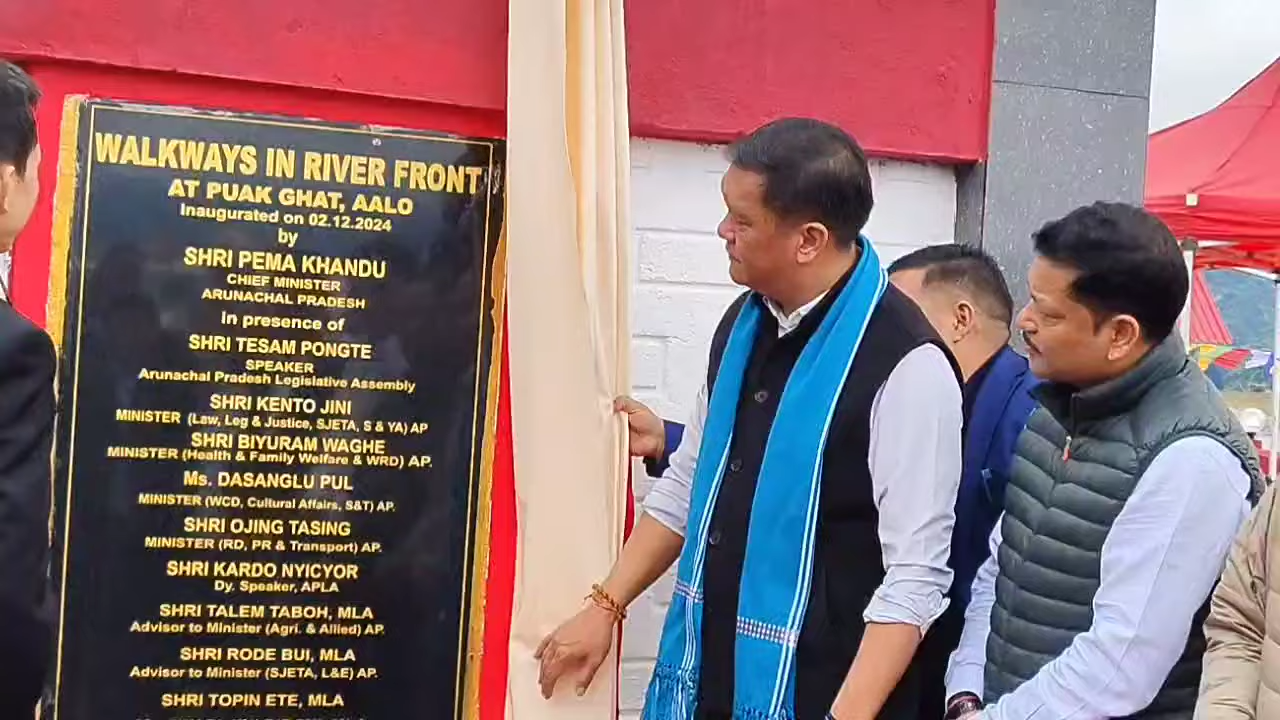 WALKWAYS IN RIVER FRONT
AT PUAK GHAT, AALO
Inaugurated on 02.12.2024
by
SHRI PEMA KHANDU
CHIEF MINISTER
ARUNACHAL PRADESH
In presence of
SHRI TESAM PONGTE
SPEAKER
Arunachal Pradesh Legislative Assembly
SHRI KENTO JINI
MINISTER (Law, Leg & Justice, SJETA, S & YA) AP
SHRI BIYURAM WAGHE
MINISTER (Health & Family Welfare & WRD) AP.
Ms. DASANGLU PUL
MINISTER (WCD, Cultural Affairs, S&T) AP.
SHRI OJING TASING
MINISTER (RD, PR & Transport) AP.
SHRI KARDO NYICYOR
Dy. Speaker, APLA
SHRI TALEM TABOH, MLA
Advisor to Minister (Agri. & Allied) AP.
SHRI RODE BUI, MLA
Advisor to Minister (SJETA, L&E) AP.
SHRI TOPIN ETE, MLA